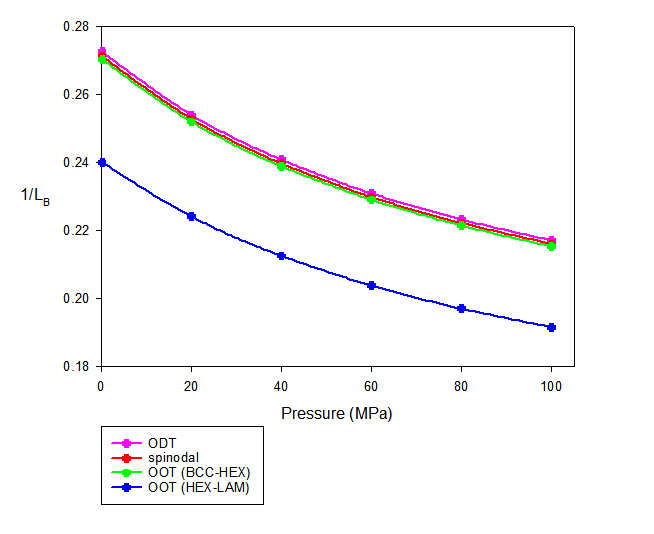 0.28
0.26
0.24
1/LB
0.22
0.20
0.18
0 20 40 60 80 100
Pressure (MPa)
ODT
spinodal
OOT (BCC-HEX)
OOT (HEX-LAM)